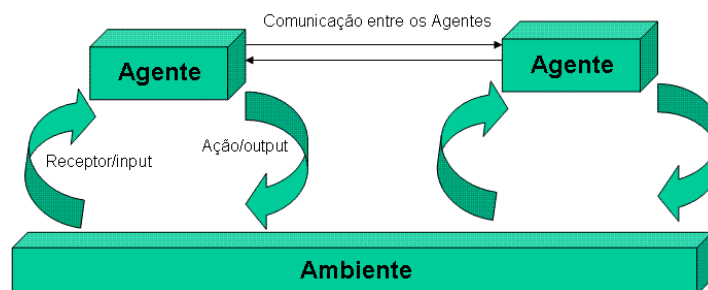 Comunicação entre os Agentes
Agente
Agente
Receptor/input
Ação/output
Ambiente